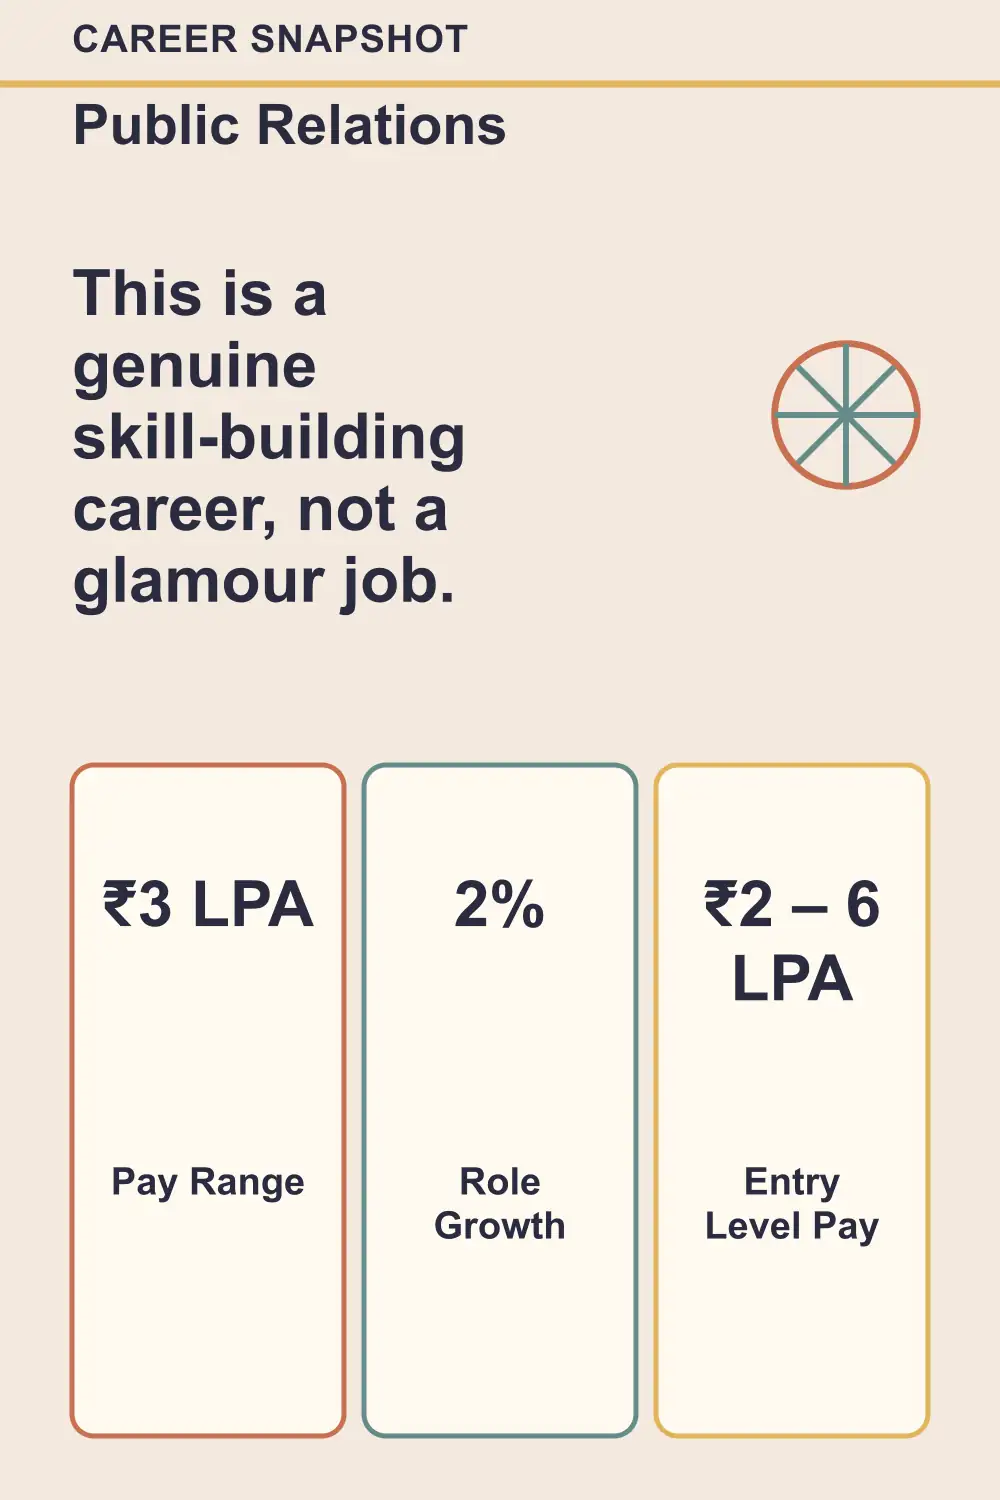 CAREER SNAPSHOT
Public Relations
This is a
genuine
skill-building
career, not a
glamour job.
₹3 LPA
Pay Range
2%
Role
Growth
₹2 – 6
LPA
Entry
Level Pay